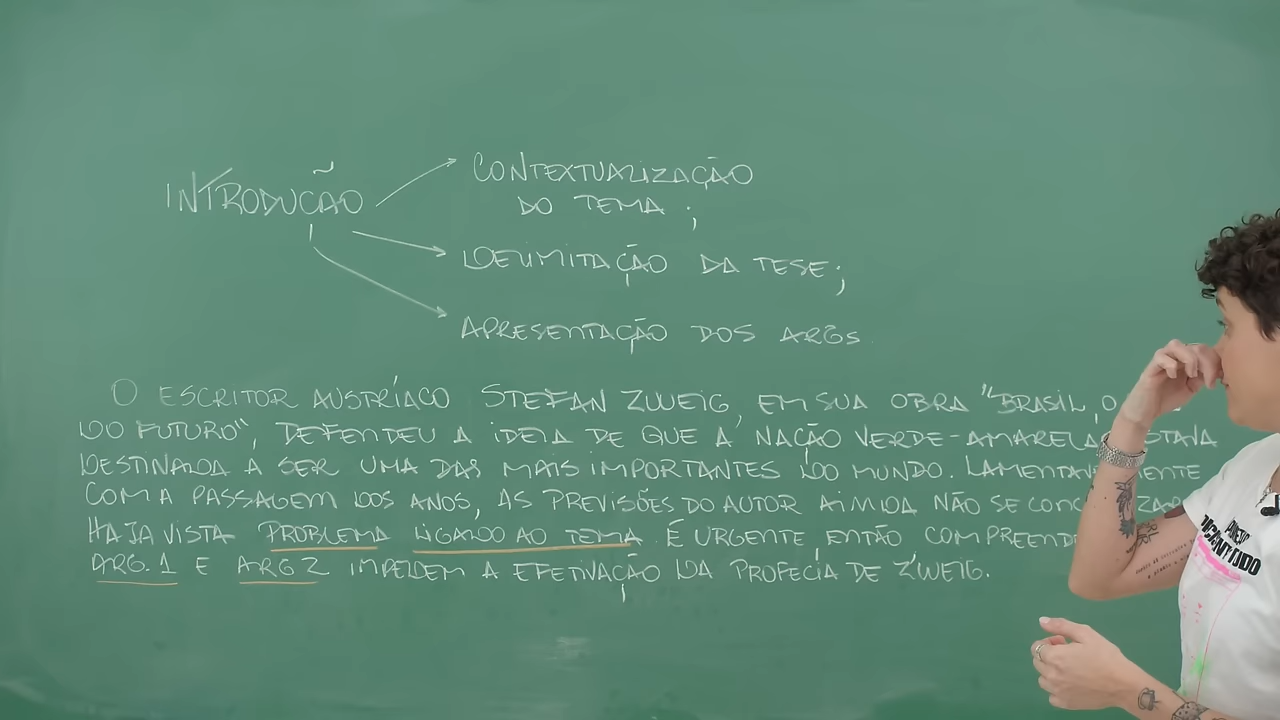 INTRODUÇÃO
CONTEXTUALIZAÇÃO
DO TEMA ;
DELIMITAÇÃO DA TESE;
APRESENTAÇÃO DOS ARGS.
O ESCRITOR AUSTRÍACO STEFAN ZWEIG, EM SUA OBRA "BRASIL, O
DO FUTURO", DEFENDEU A IDEIA DE QUE A NAÇÃO VERDE-AMARELA
DESTINADA A SER UMA DAS MAIS IMPORTANTES DO MUNDO.
COM A PASSAGEM DOS ANOS, AS PREVISÕES DO AUTOR AINDA NÃO SE
HAJA VISTA PROBLEMA LIGADO AO TEMA. É URGENTE, ENTÃO,
ARG. 1 E ARG 2 IMPEDEM A EFETIVAÇÃO DA PROFECIA DE ZWEIG.